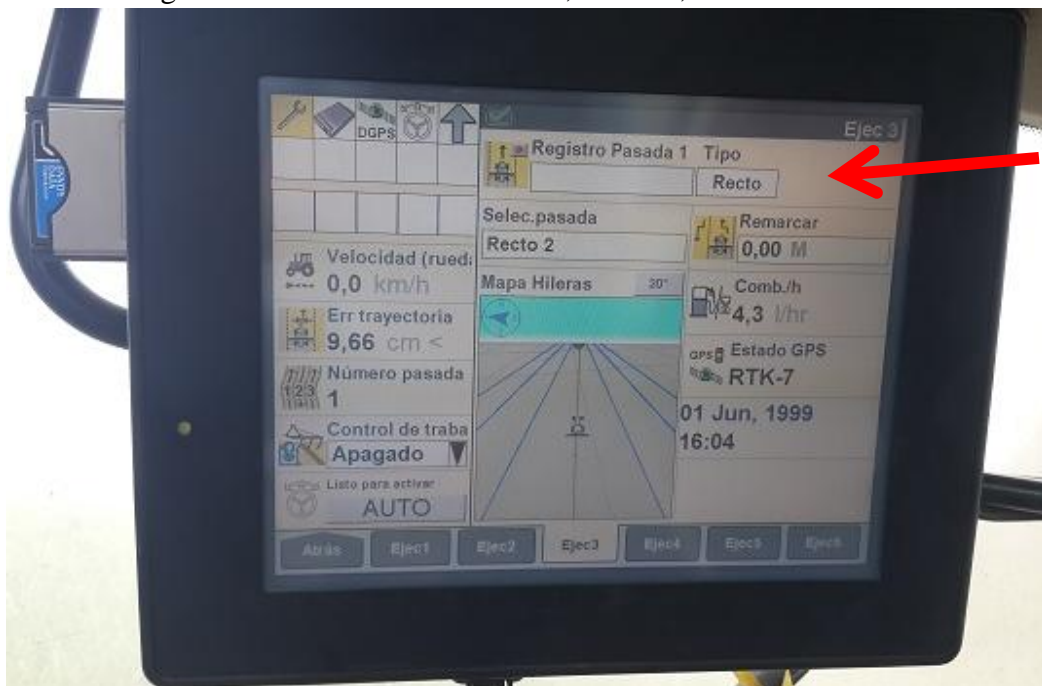 DGPS
Ejec 3
Registro Pasada 1 Tipo
Recto
Selec.pasada
Recto 2
Remarcar
0,00 M
Velocidad (rued
0,0 km/h
Mapa Hileras
20°
Comb./h
4,3 l/hr
Err trayectoria
9,66 cm <
GPS
Estado GPS
RTK-7
Número pasada
123
1
01 Jun, 1999
16:04
Control de traba
Apagado
Listo para activar
AUTO
Atrás Ejec1 Ejec2 Ejec3 Ejec4 Ejec5 Ejec6